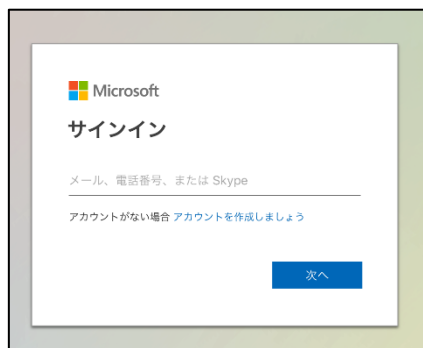 Microsoft
サインイン
メール、電話番号、または Skype
アカウントがない場合 アカウントを作成しましょう
次へ